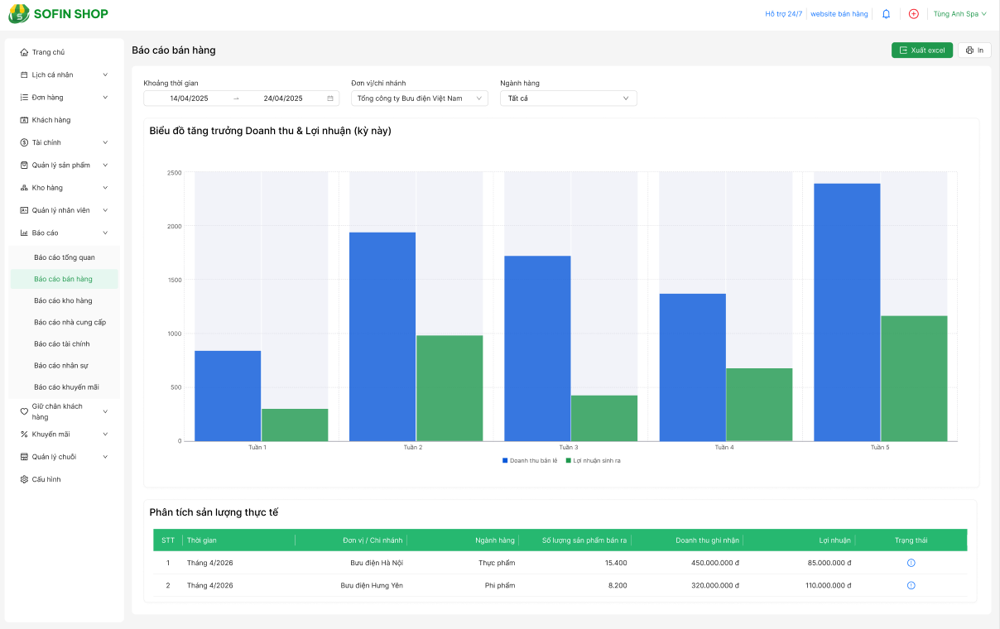 SOFIN SHOP
Hỗ trợ 24/7
website bán hàng
Tùng Anh Spa
Trang chủ
Lịch cá nhân
Đơn hàng
Khách hàng
Tài chính
Quản lý sản phẩm
Kho hàng
Quản lý nhân viên
Báo cáo
Báo cáo tổng quan
Báo cáo bán hàng
Báo cáo kho hàng
Báo cáo nhà cung cấp
Báo cáo tài chính
Báo cáo nhân sự
Báo cáo khuyến mãi
Giữ chân khách
hàng
Khuyến mãi
Quản lý chuỗi
Cấu hình
Báo cáo bán hàng
Xuất excel
In
Khoảng thời gian
14/04/2025 → 24/04/2025
Đơn vị/chi nhánh
Tổng công ty Bưu điện Việt Nam
Ngành hàng
Tất cả
Biểu đồ tăng trưởng Doanh thu & Lợi nhuận (kỳ này)
2500
2000
1500
1000
500
0
Tuần 1 Tuần 2 Tuần 3 Tuần 4 Tuần 5
Doanh thu bán lẻ Lợi nhuận sinh ra
Phân tích sản lượng thực tế
STT Thời gian Đơn vị / Chi nhánh Ngành hàng Số lượng sản phẩm bán ra Doanh thu ghi nhận Lợi nhuận Trạng thái
1 Tháng 4/2026 Bưu điện Hà Nội Thực phẩm 15.400 450.000.000 đ 85.000.000 đ
2 Tháng 4/2026 Bưu điện Hưng Yên Phi phẩm 8.200 320.000.000 đ 110.000.000 đ